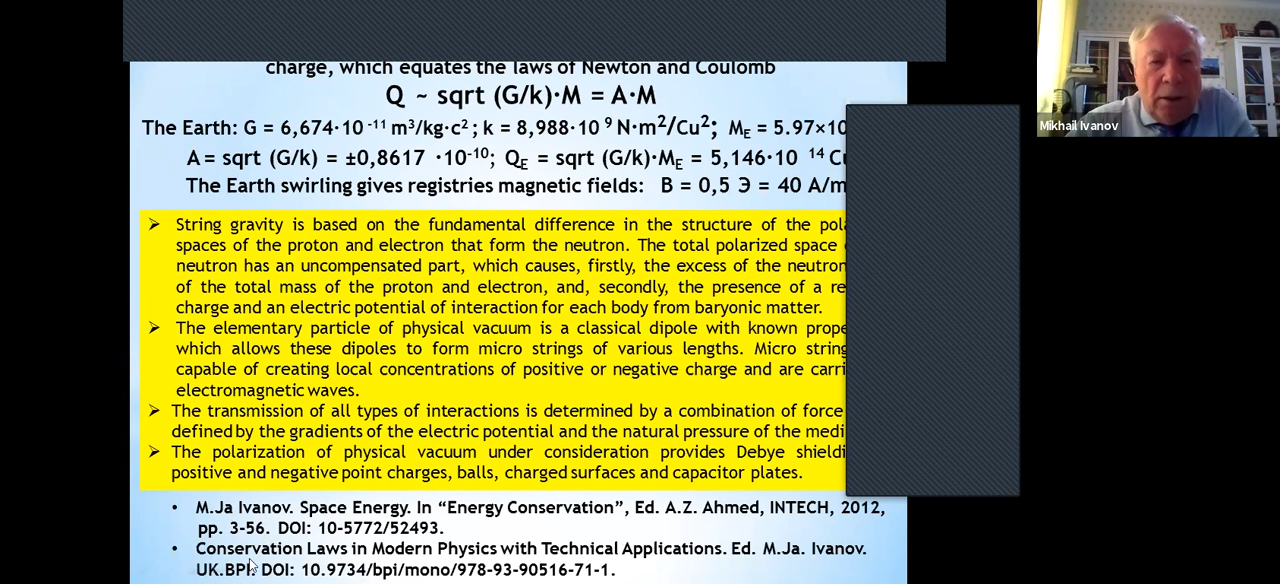 charge, which equates the laws of Newton and Coulomb
Q ~ sqrt (G/k)·M = A·M
The Earth: G = 6,674·10 ⁻¹¹ m³/kg·c² ; k = 8,988·10 ⁹ N·m²/Cu²; M_E = 5.97×10
A = sqrt (G/k) = ±0,8617 ·10⁻¹⁰; Q_E = sqrt (G/k)·M_E = 5,146·10 ¹⁴
The Earth swirling gives registries magnetic fields: B = 0,5 Э = 40 A/m
➢ String gravity is based on the fundamental difference in the structure of the
spaces of the proton and electron that form the neutron. The total polarized space
neutron has an uncompensated part, which causes, firstly, the excess of the neutron
of the total mass of the proton and electron, and, secondly, the presence of a
charge and an electric potential of interaction for each body from baryonic matter.
➢ The elementary particle of physical vacuum is a classical dipole with known
which allows these dipoles to form micro strings of various lengths. Micro
capable of creating local concentrations of positive or negative charge and are
electromagnetic waves.
➢ The transmission of all types of interactions is determined by a combination of force
defined by the gradients of the electric potential and the natural pressure of the
➢ The polarization of physical vacuum under consideration provides Debye
positive and negative point charges, balls, charged surfaces and capacitor plates.
• M.Ja Ivanov. Space Energy. In “Energy Conservation”, Ed. A.Z. Ahmed, INTECH, 2012,
pp. 3-56. DOI: 10-5772/52493.
• Conservation Laws in Modern Physics with Technical Applications. Ed. M.Ja. Ivanov.
UK.BPI. DOI: 10.9734/bpi/mono/978-93-90516-71-1.
Mikhail Ivanov